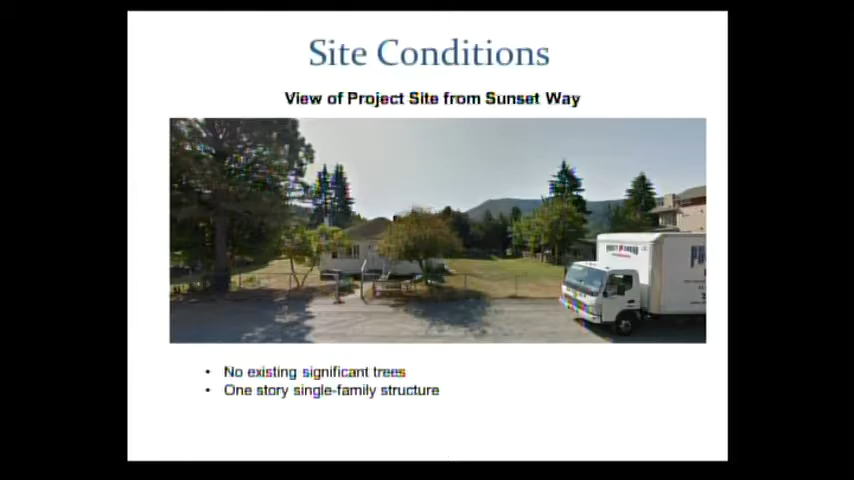 Site Conditions
View of Project Site from Sunset Way
• No existing significant trees
• One story single-family structure